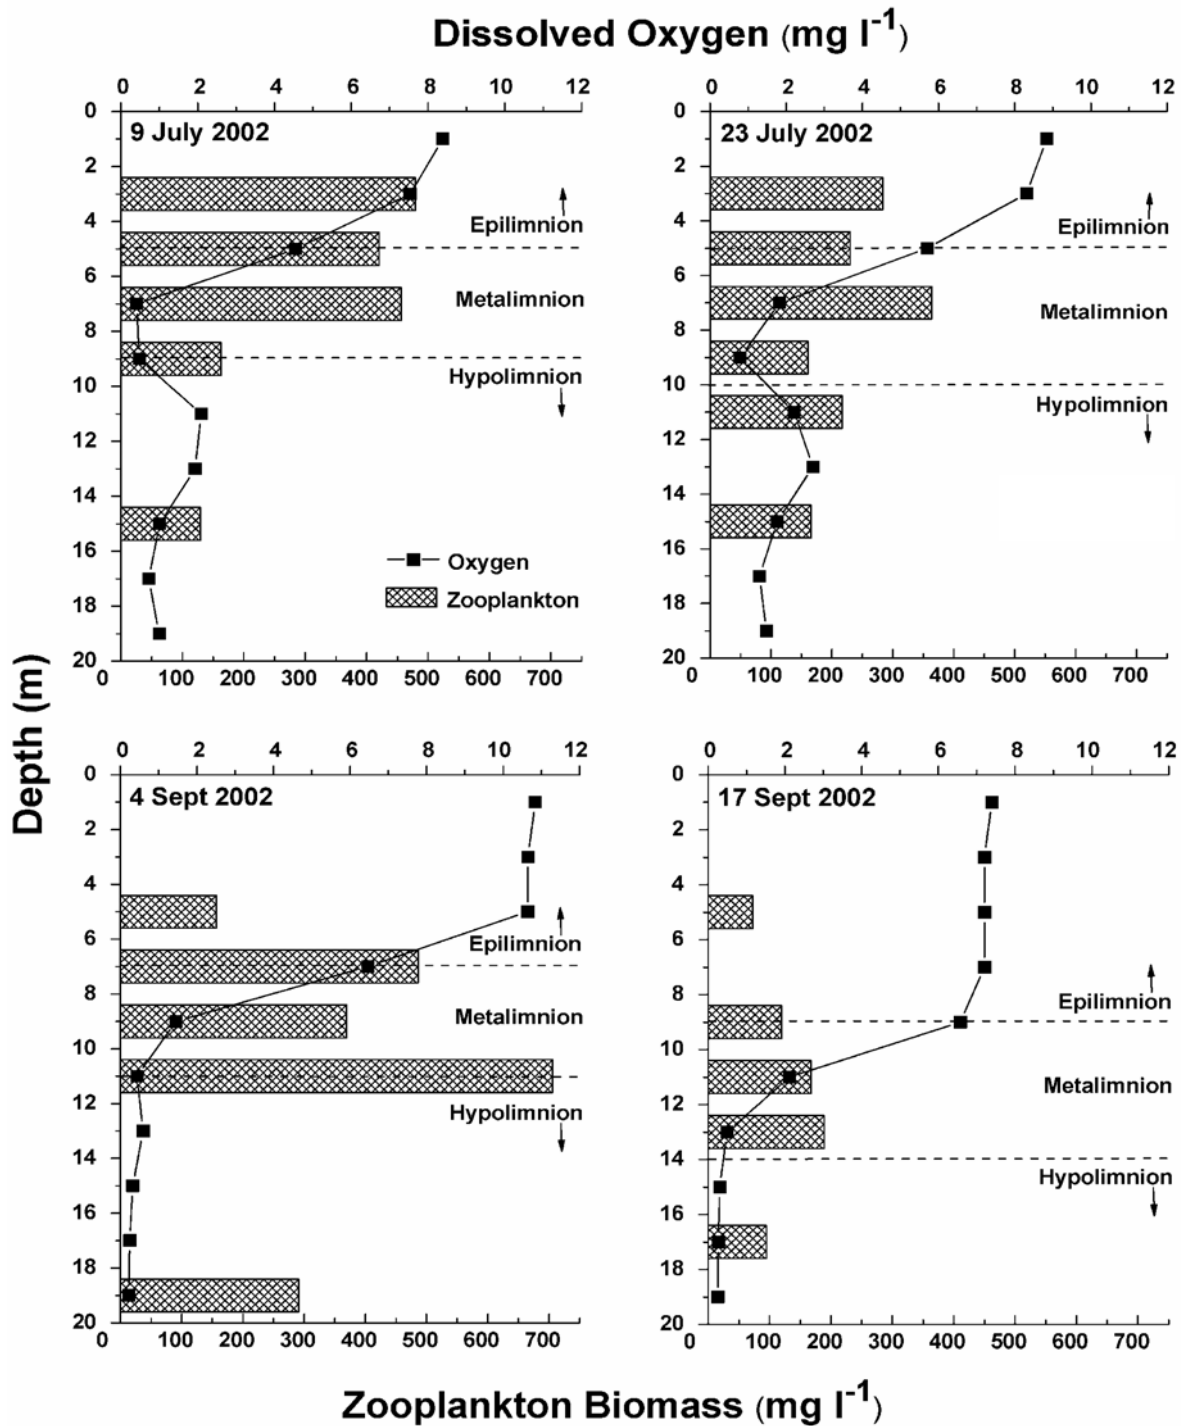 Dissolved Oxygen (mg l-1)
0 2 4 6 8 10 12
0 2 4 6 8 10 12
0
2
4
6
8
10
12
14
16
18
20
9 July 2002
Epilimnion
Metalimnion
Hypolimnion
Oxygen
Zooplankton
0 100 200 300 400 500 600 700
0
2
4
6
8
10
12
14
16
18
20
23 July 2002
Epilimnion
Metalimnion
Hypolimnion
0 100 200 300 400 500 600 700
Depth (m)
0 2 4 6 8 10 12
0
2
4
6
8
10
12
14
16
18
20
4 Sept 2002
Epilimnion
Metalimnion
Hypolimnion
0 100 200 300 400 500 600 700
0 2 4 6 8 10 12
0
2
4
6
8
10
12
14
16
18
20
17 Sept 2002
Epilimnion
Metalimnion
Hypolimnion
0 100 200 300 400 500 600 700
Zooplankton Biomass (mg l-1)